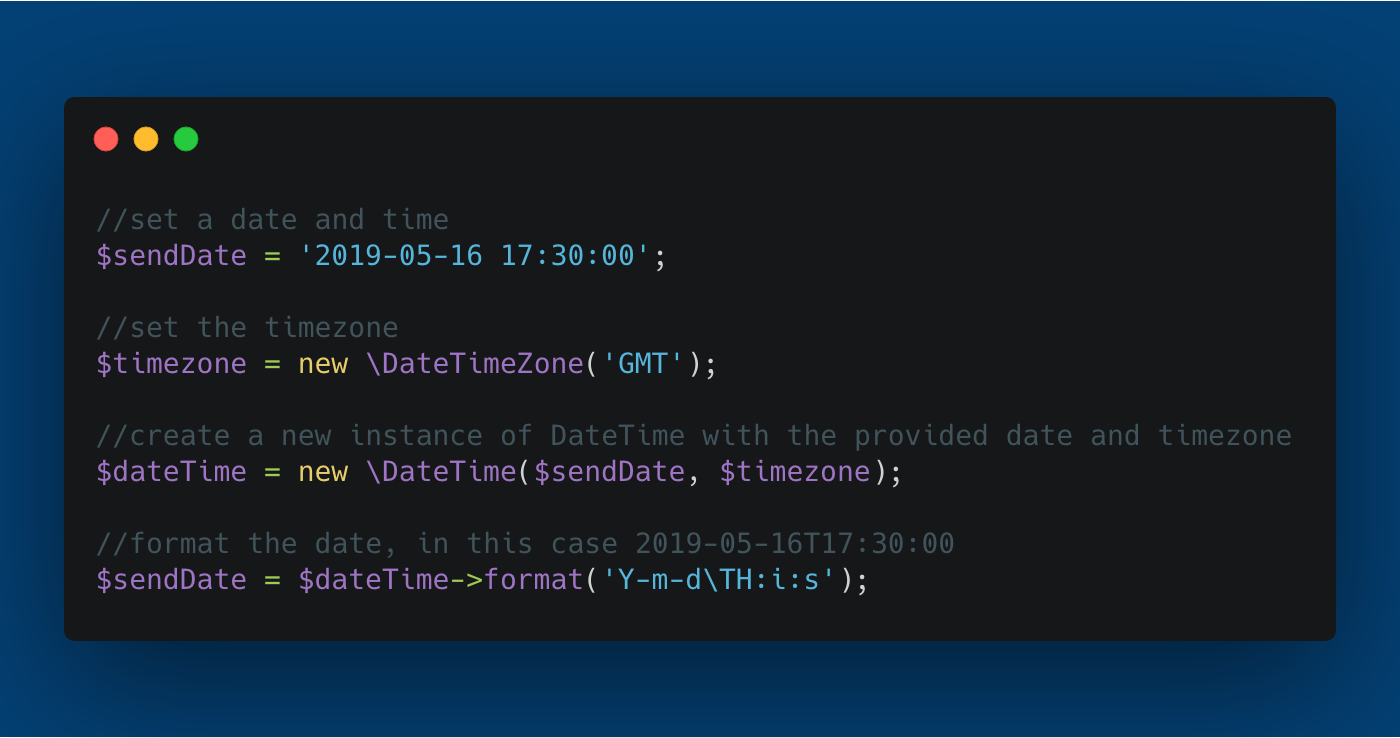 //set a date and time
$sendDate = '2019-05-16 17:30:00';
//set the timezone
$timezone = new \DateTimeZone('GMT');
//create a new instance of DateTime with the provided date and timezone
$dateTime = new \DateTime($sendDate, $timezone);
//format the date, in this case 2019-05-16T17:30:00
$sendDate = $dateTime->format('Y-m-d\TH:i:s');